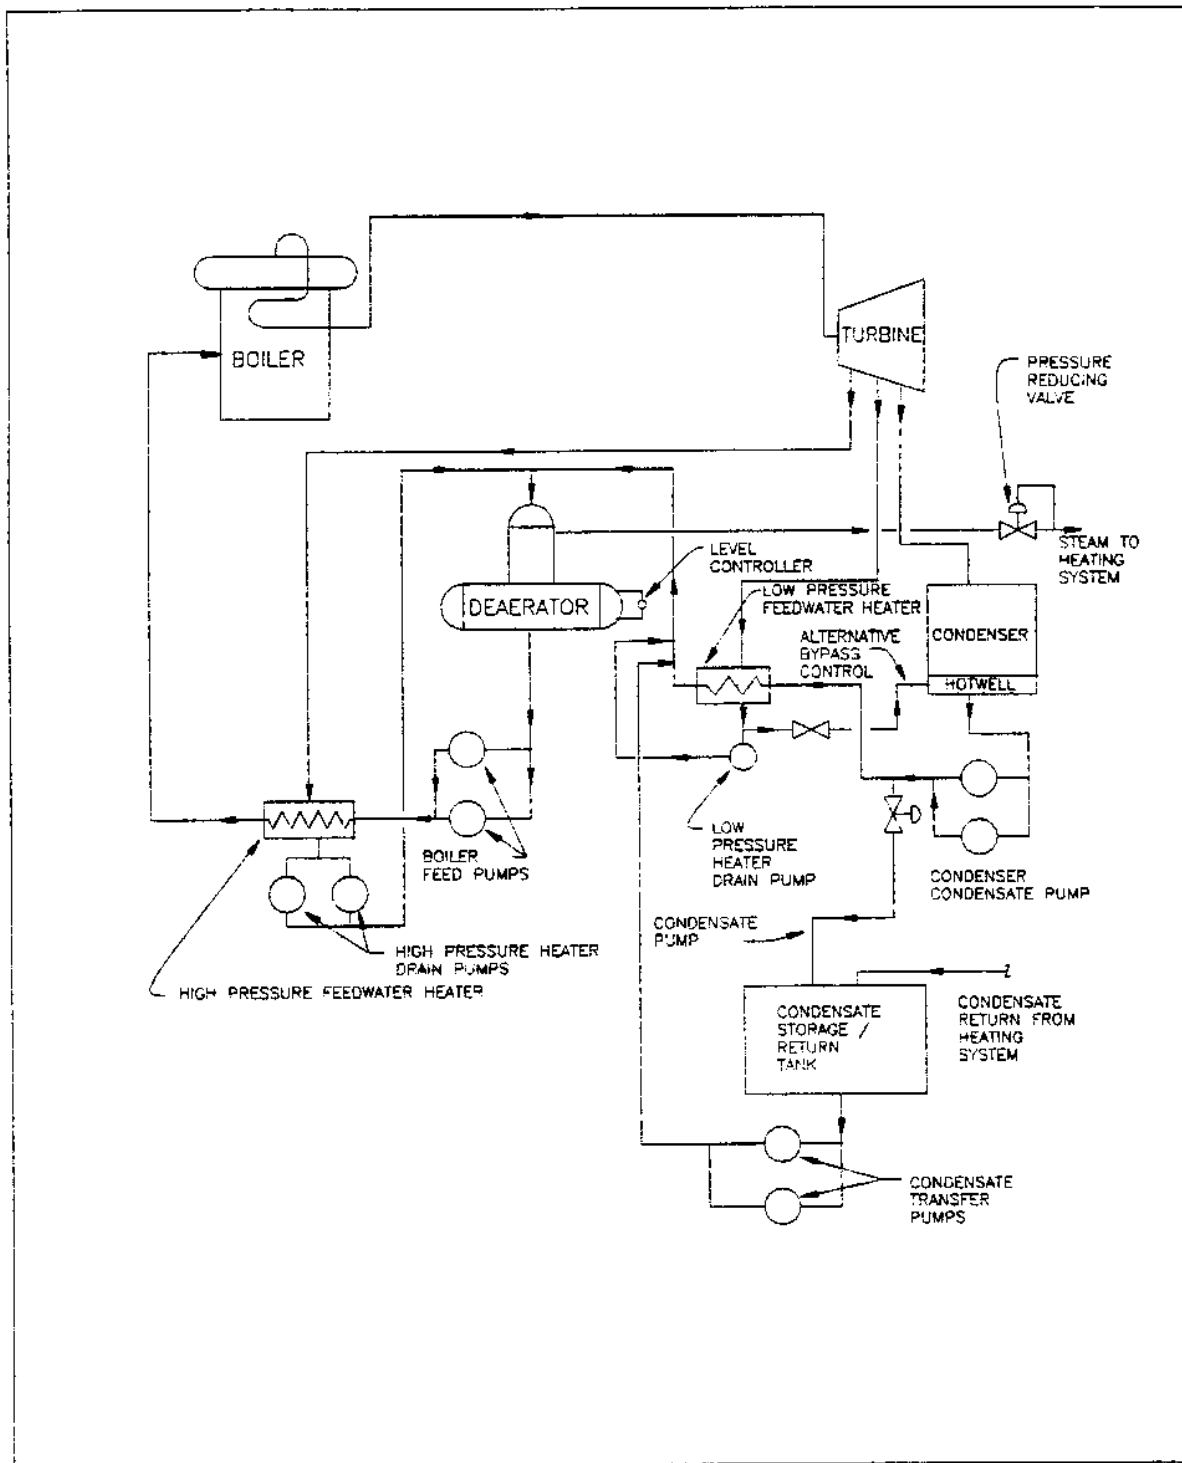 BOILER
TURBINE
PRESSURE
REDUCING
VALVE
STEAM TO
HEATING
SYSTEM
LEVEL
CONTROLLER
LOW PRESSURE
FEEDWATER HEATER
DEAERATOR
ALTERNATIVE
BYPASS
CONTROL
CONDENSER
HOTWELL
BOILER
FEED PUMPS
LOW
PRESSURE
HEATER
DRAIN PUMP
CONDENSER
CONDENSATE PUMP
CONDENSATE
PUMP
HIGH PRESSURE HEATER
DRAIN PUMPS
HIGH PRESSURE FEEDWATER HEATER
CONDENSATE
STORAGE /
RETURN
TANK
CONDENSATE
RETURN FROM
HEATING
SYSTEM
CONDENSATE
TRANSFER
PUMPS